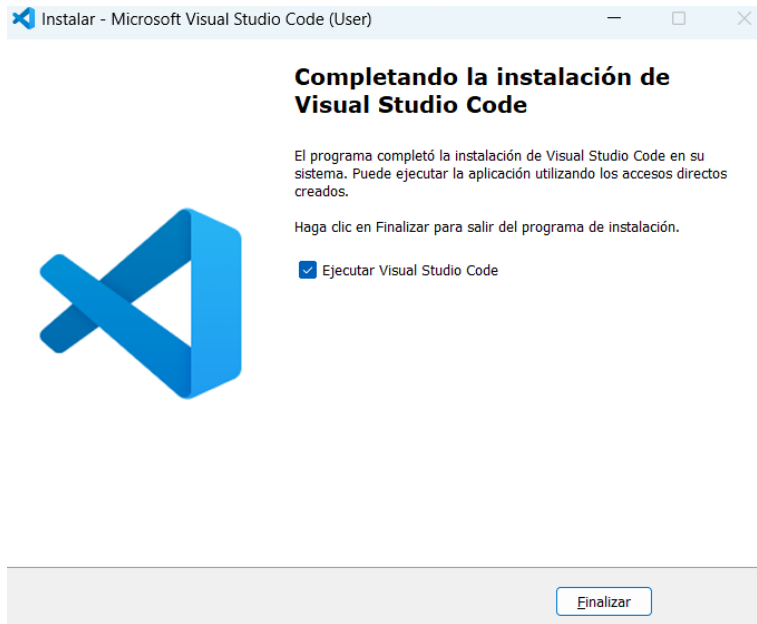 Instalar - Microsoft Visual Studio Code (User)
Completando la instalación de
Visual Studio Code
El programa completó la instalación de Visual Studio Code en su
sistema. Puede ejecutar la aplicación utilizando los accesos directos
creados.
Haga clic en Finalizar para salir del programa de instalación.
Ejecutar Visual Studio Code
Finalizar